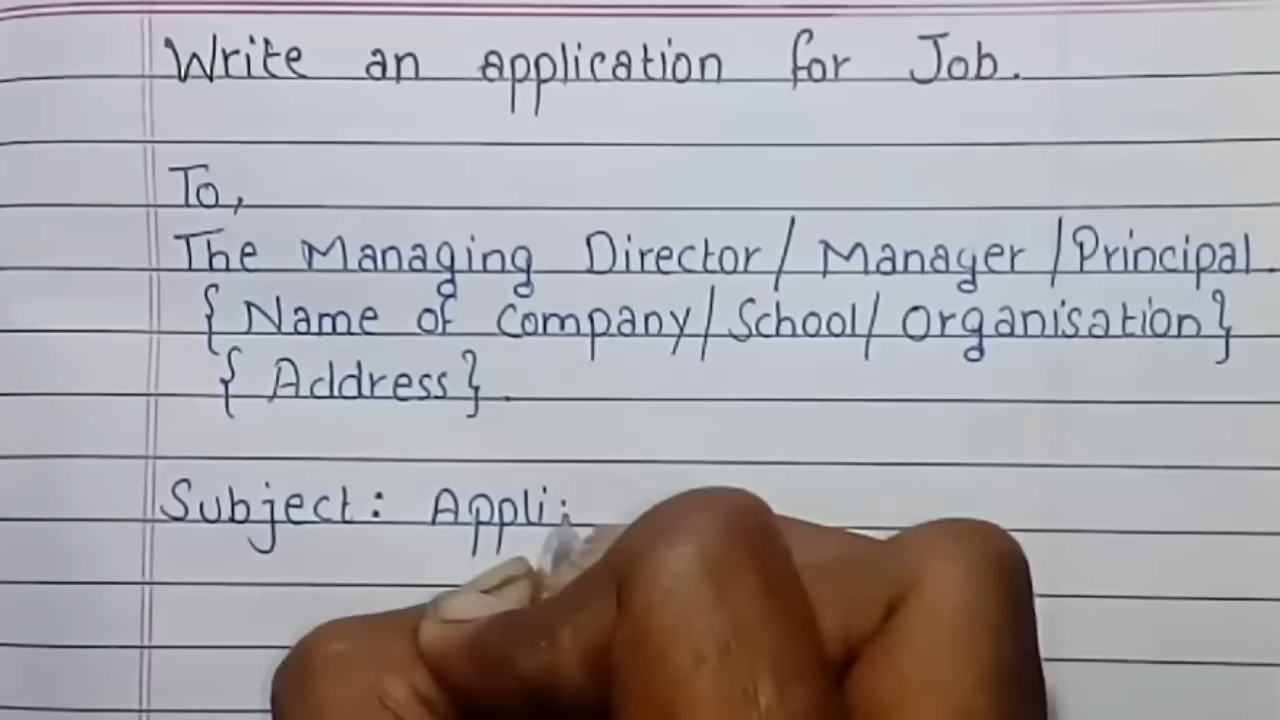 Write an application for Job.
To,
The Managing Director/ Manager /Principal
{ Name of Company/ School/ Organisation}
{ Address}.
Subject: Appli